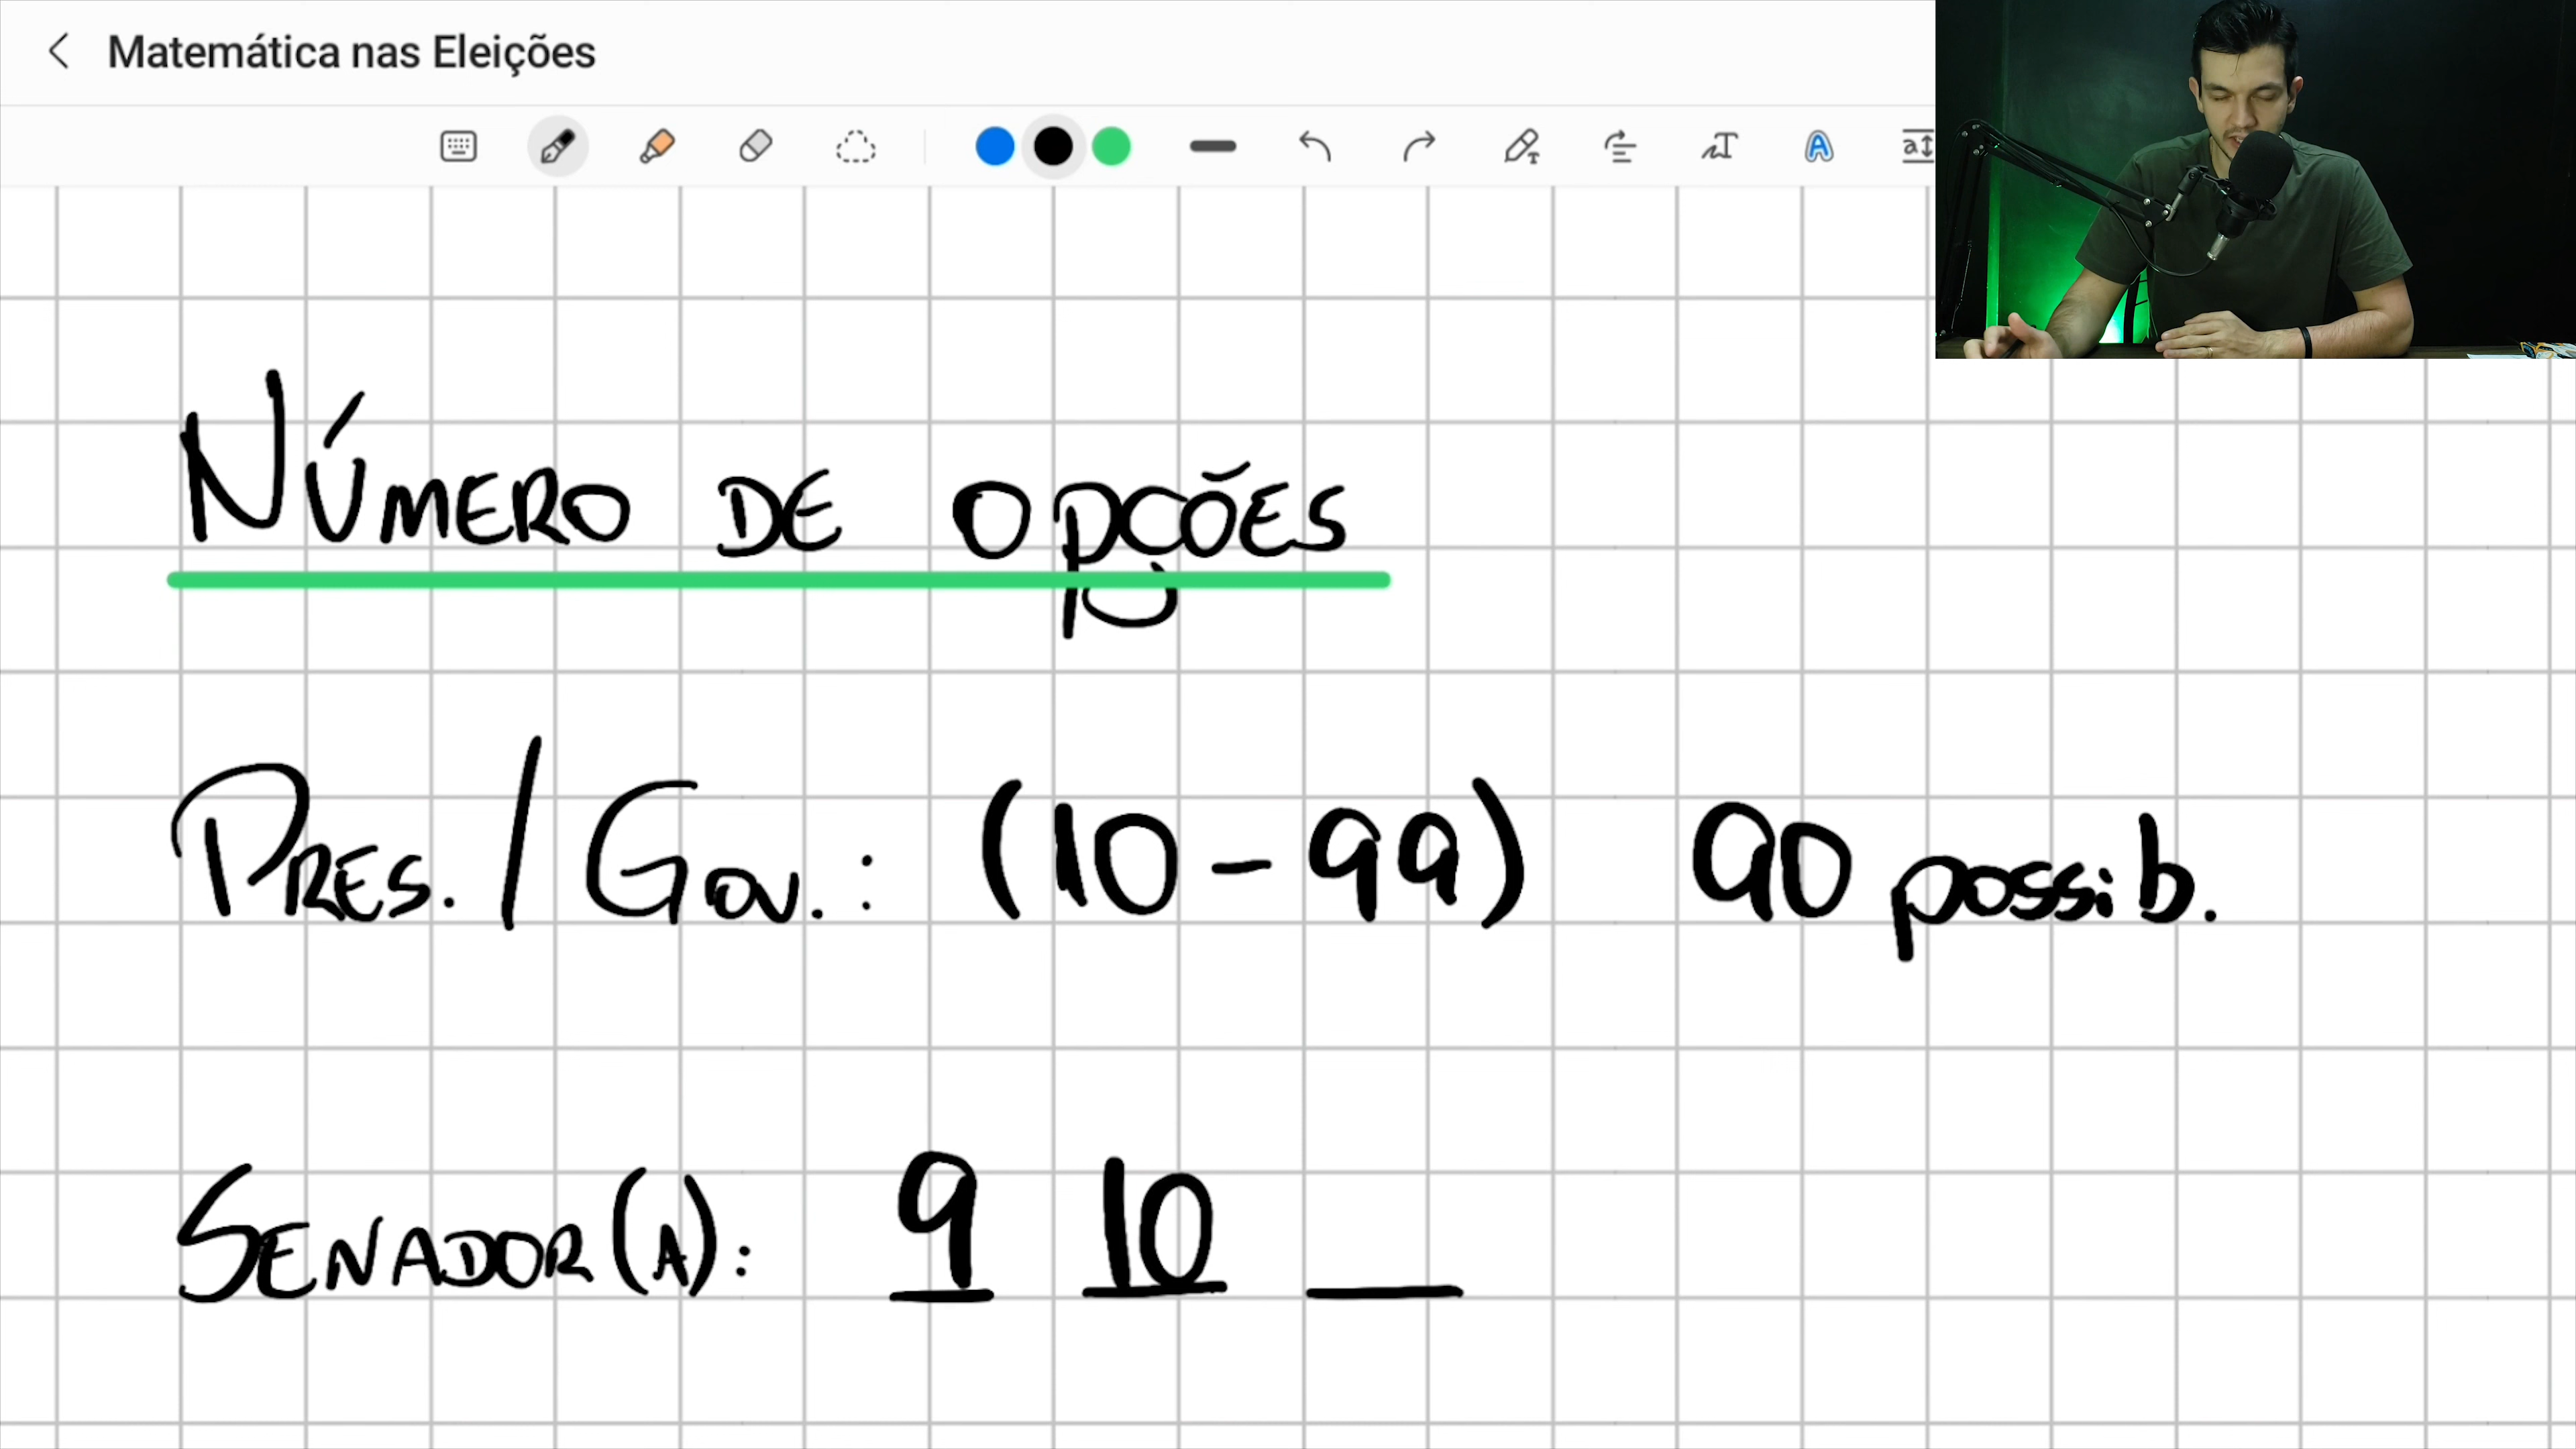 Matemática nas Eleições
NÚMERO DE OPÇÕES
PRES./GOV.: (10-99) 90 possib.
SENADOR(A): 9 10